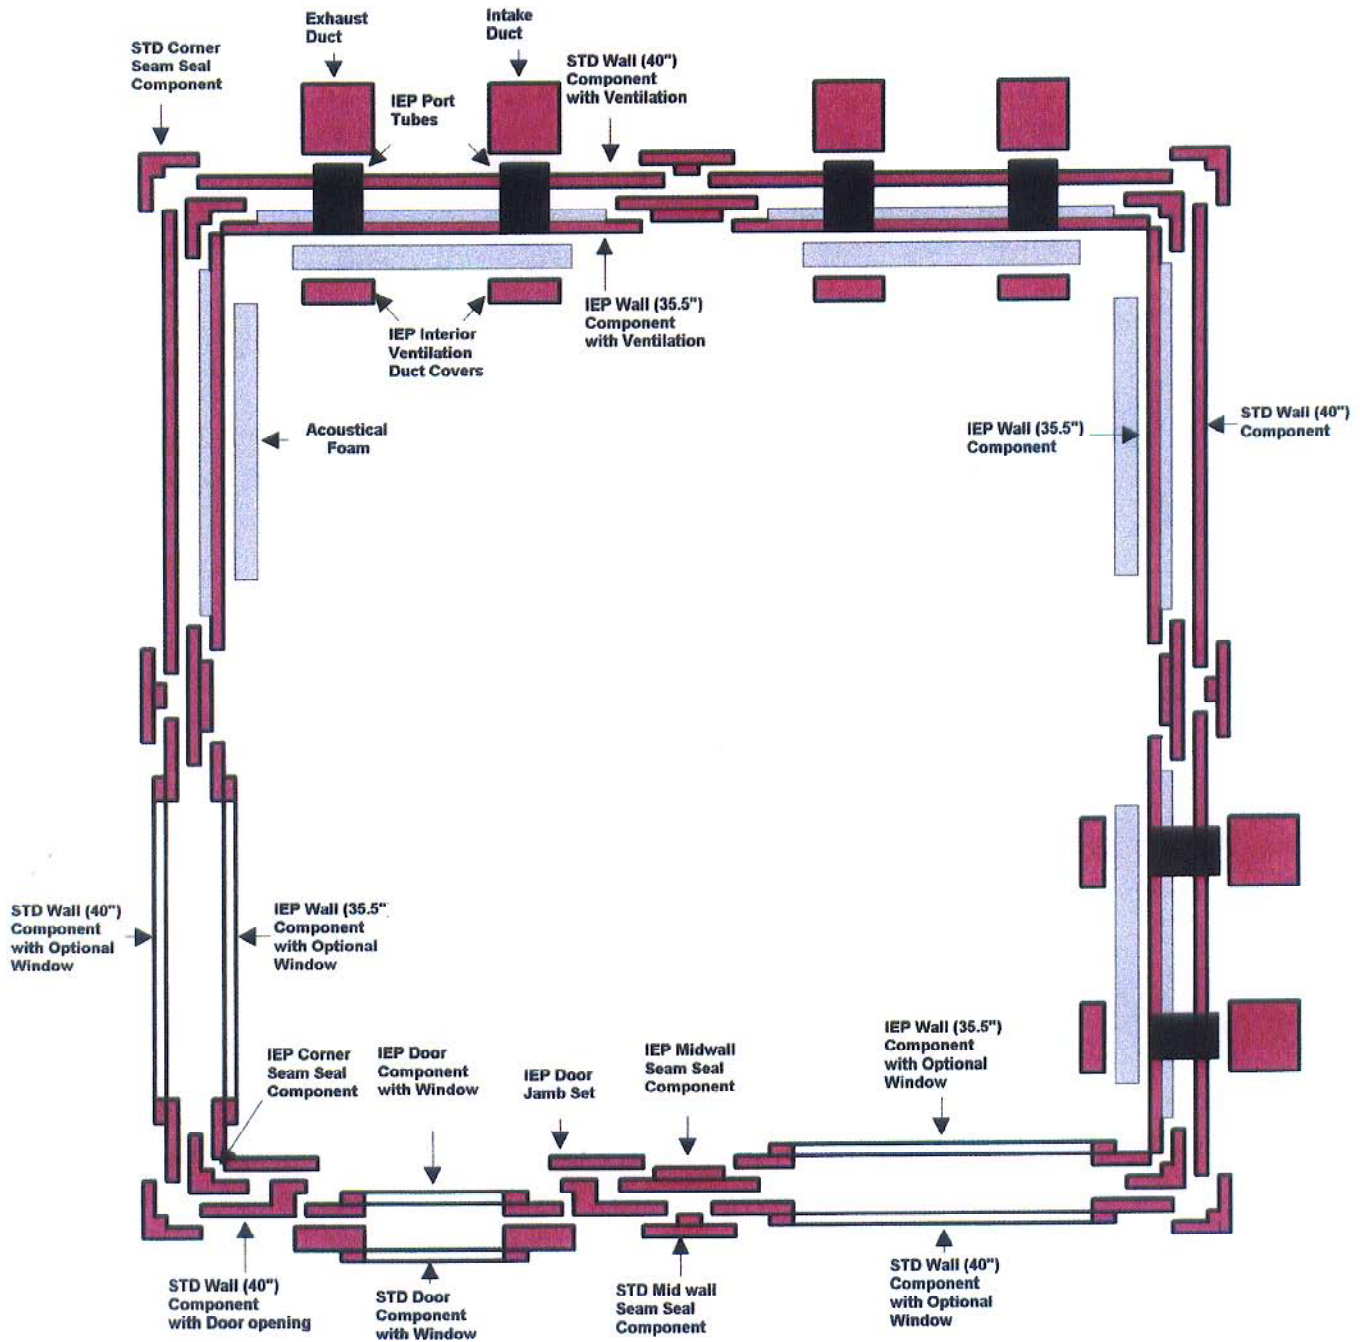 Exhaust
Duct
Intake
Duct
STD Corner
Seam Seal
Component
STD Wall (40")
Component
with Ventilation
IEP Port
Tubes
IEP Wall (35.5")
Component
with Ventilation
IEP Interior
Ventilation
Duct Covers
Acoustical
Foam
IEP Wall (35.5")
Component
STD Wall (40")
Component
STD Wall (40")
Component
with Optional
Window
IEP Wall (35.5"
Component
with Optional
Window
IEP Corner
Seam Seal
Component
IEP Door
Component
with Window
IEP Door
Jamb Set
IEP Midwall
Seam Seal
Component
IEP Wall (35.5")
Component
with Optional
Window
STD Wall (40")
Component
with Door opening
STD Door
Component
with Window
STD Mid wall
Seam Seal
Component
STD Wall (40")
Component
with Optional
Window